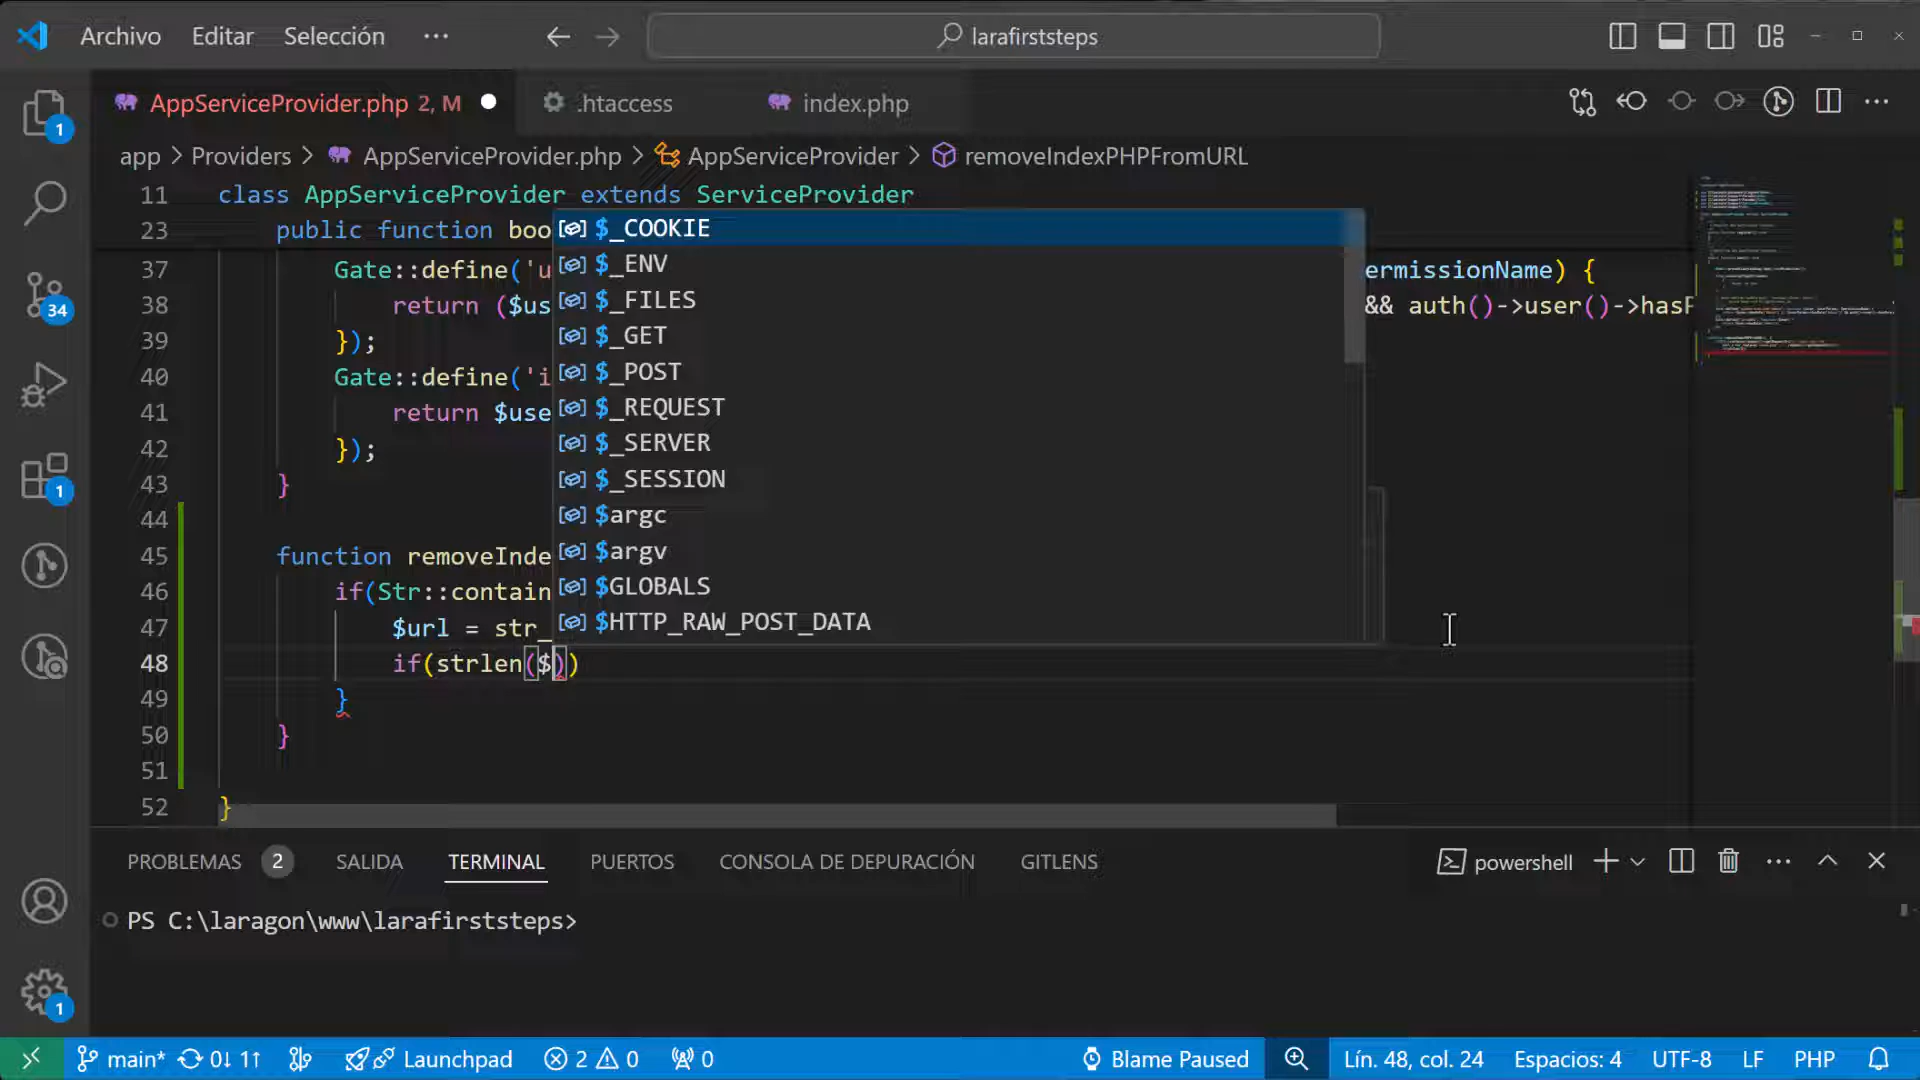 Archivo Editar Selección ··· larafirststeps
AppServiceProvider.php 2, M .htaccess index.php
app > Providers > AppServiceProvider.php > AppServiceProvider > removeIndexPHPFromURL
11 class AppServiceProvider extends ServiceProvider
23 public function boo
37 Gate::define('u ermissionName) {
38 return ($us && auth()->user()->hasP
39 });
40 Gate::define('i
41 return $use
42 });
43 }
44
45 function removeInde
46 if(Str::contain
47 $url = str_
48 if(strlen($))
49 }
50 }
51
52 }
$_COOKIE
$_ENV
$_FILES
$_GET
$_POST
$_REQUEST
$_SERVER
$_SESSION
$argc
$argv
$GLOBALS
$HTTP_RAW_POST_DATA
1
34
1
1
PROBLEMAS 2 SALIDA TERMINAL PUERTOS CONSOLA DE DEPURACIÓN GITLENS powershell
PS C:\laragon\www\larafirststeps>
main* 0↓ 1↑ Launchpad 2 0 0 Blame Paused Lín. 48, col. 24 Espacios: 4 UTF-8 LF PHP